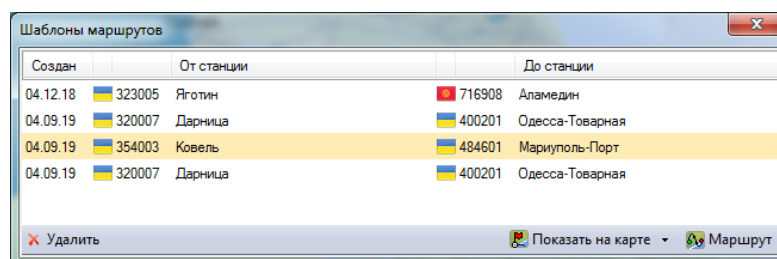 Шаблоны маршрутов
Создан От станции До станции
04.12.18 323005 Яготин 716908 Аламедин
04.09.19 320007 Дарница 400201 Одесса-Товарная
04.09.19 354003 Ковель 484601 Мариуполь-Порт
04.09.19 320007 Дарница 400201 Одесса-Товарная
Удалить Показать на карте Маршрут